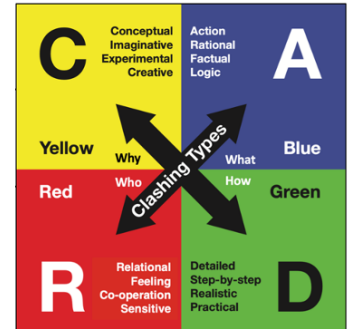 C
Conceptual
Imaginative
Experimental
Creative
Action
Rational
Factual
Logic
A
Yellow
Why
What
Blue
Clashing Types
Red
Who
How
Green
R
Relational
Feeling
Co-operation
Sensitive
Detailed
Step-by-step
Realistic
Practical
D